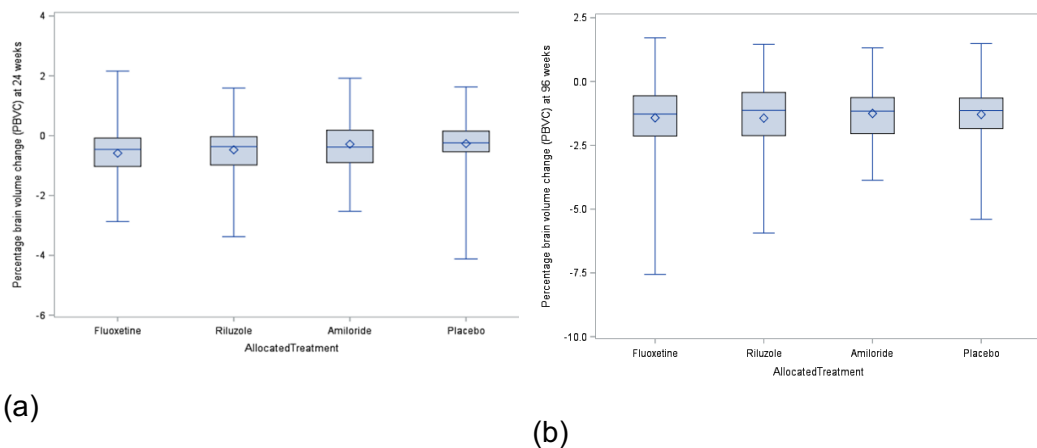 Percentage brain volume change (PBVC) at 24 weeks
4
2
-0
-2
-4
-6
Fluoxetine Riluzole Amiloride Placebo
AllocatedTreatment
(a)
Percentage brain volume change (PBVC) at 96 weeks
2.5
0.0
-2.5
-5.0
-7.5
-10.0
Fluoxetine Riluzole Amiloride Placebo
AllocatedTreatment
(b)